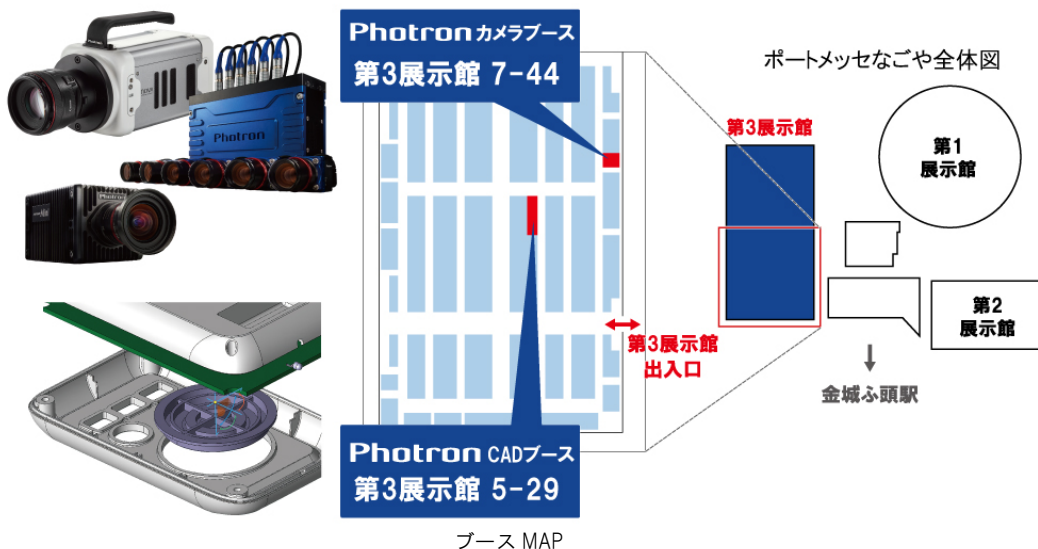 Photron カメラブース
第3展示館 7-44
ポートメッセなごや全体図
第3展示館
第1
展示館
第2
展示館
金城ふ頭駅
第3展示館
出入口
Photron CADブース
第3展示館 5-29
ブース MAP
Photron
Photron